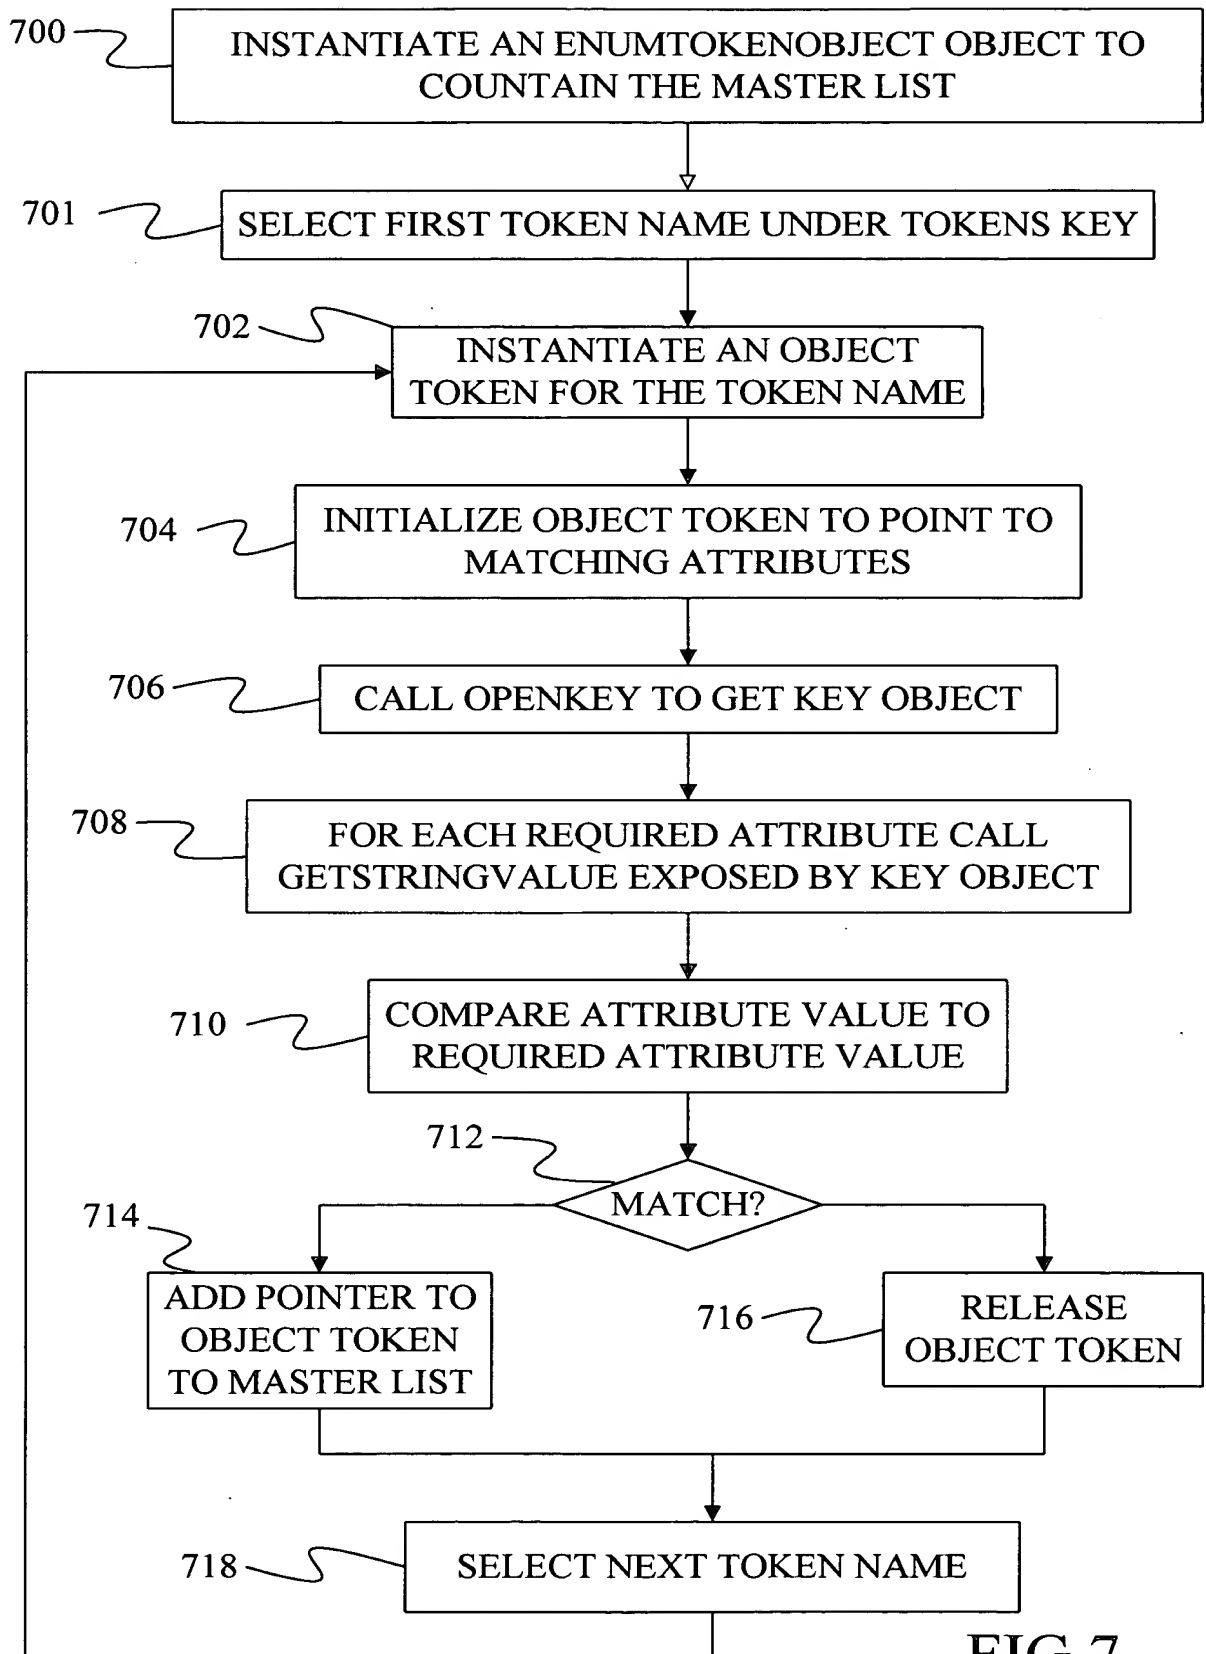 700
INSTANTIATE AN ENUMTOKENOBJECT OBJECT TO
COUNTAIN THE MASTER LIST
701
SELECT FIRST TOKEN NAME UNDER TOKENS KEY
702
INSTANTIATE AN OBJECT
TOKEN FOR THE TOKEN NAME
704
INITIALIZE OBJECT TOKEN TO POINT TO
MATCHING ATTRIBUTES
706
CALL OPENKEY TO GET KEY OBJECT
708
FOR EACH REQUIRED ATTRIBUTE CALL
GETSTRINGVALUE EXPOSED BY KEY OBJECT
710
COMPARE ATTRIBUTE VALUE TO
REQUIRED ATTRIBUTE VALUE
712
MATCH?
714
ADD POINTER TO
OBJECT TOKEN
TO MASTER LIST
716
RELEASE
OBJECT TOKEN
718
SELECT NEXT TOKEN NAME
FIG 7